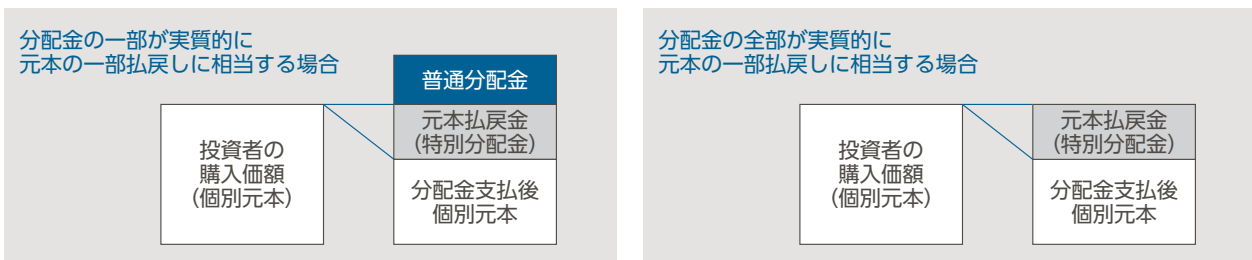 分配金の一部が実質的に
元本の一部払戻しに相当する場合
普通分配金
元本払戻金
(特別分配金)
投資者の
購入価額
(個別元本)
分配金支払後
個別元本
分配金の全部が実質的に
元本の一部払戻しに相当する場合
元本払戻金
(特別分配金)
投資者の
購入価額
(個別元本)
分配金支払後
個別元本